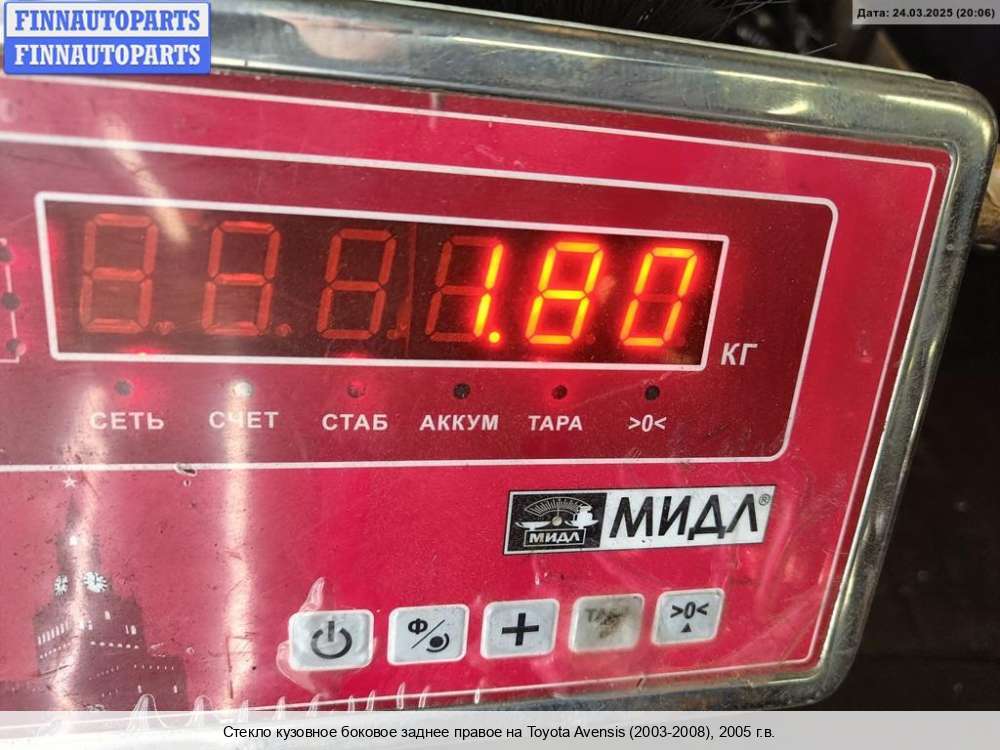 FINNAUTOPARTS
FINNAUTOPARTS
Дата: 24.03.2025 (20:06)
1.80
КГ
СЕТЬ СЧЕТ СТАБ АККУМ ТАРА >0<
МИДЛ МИДЛ®
Ф ТАРА >0<
Стекло кузовное боковое заднее правое на Toyota Avensis (2003-2008), 2005 г.в.